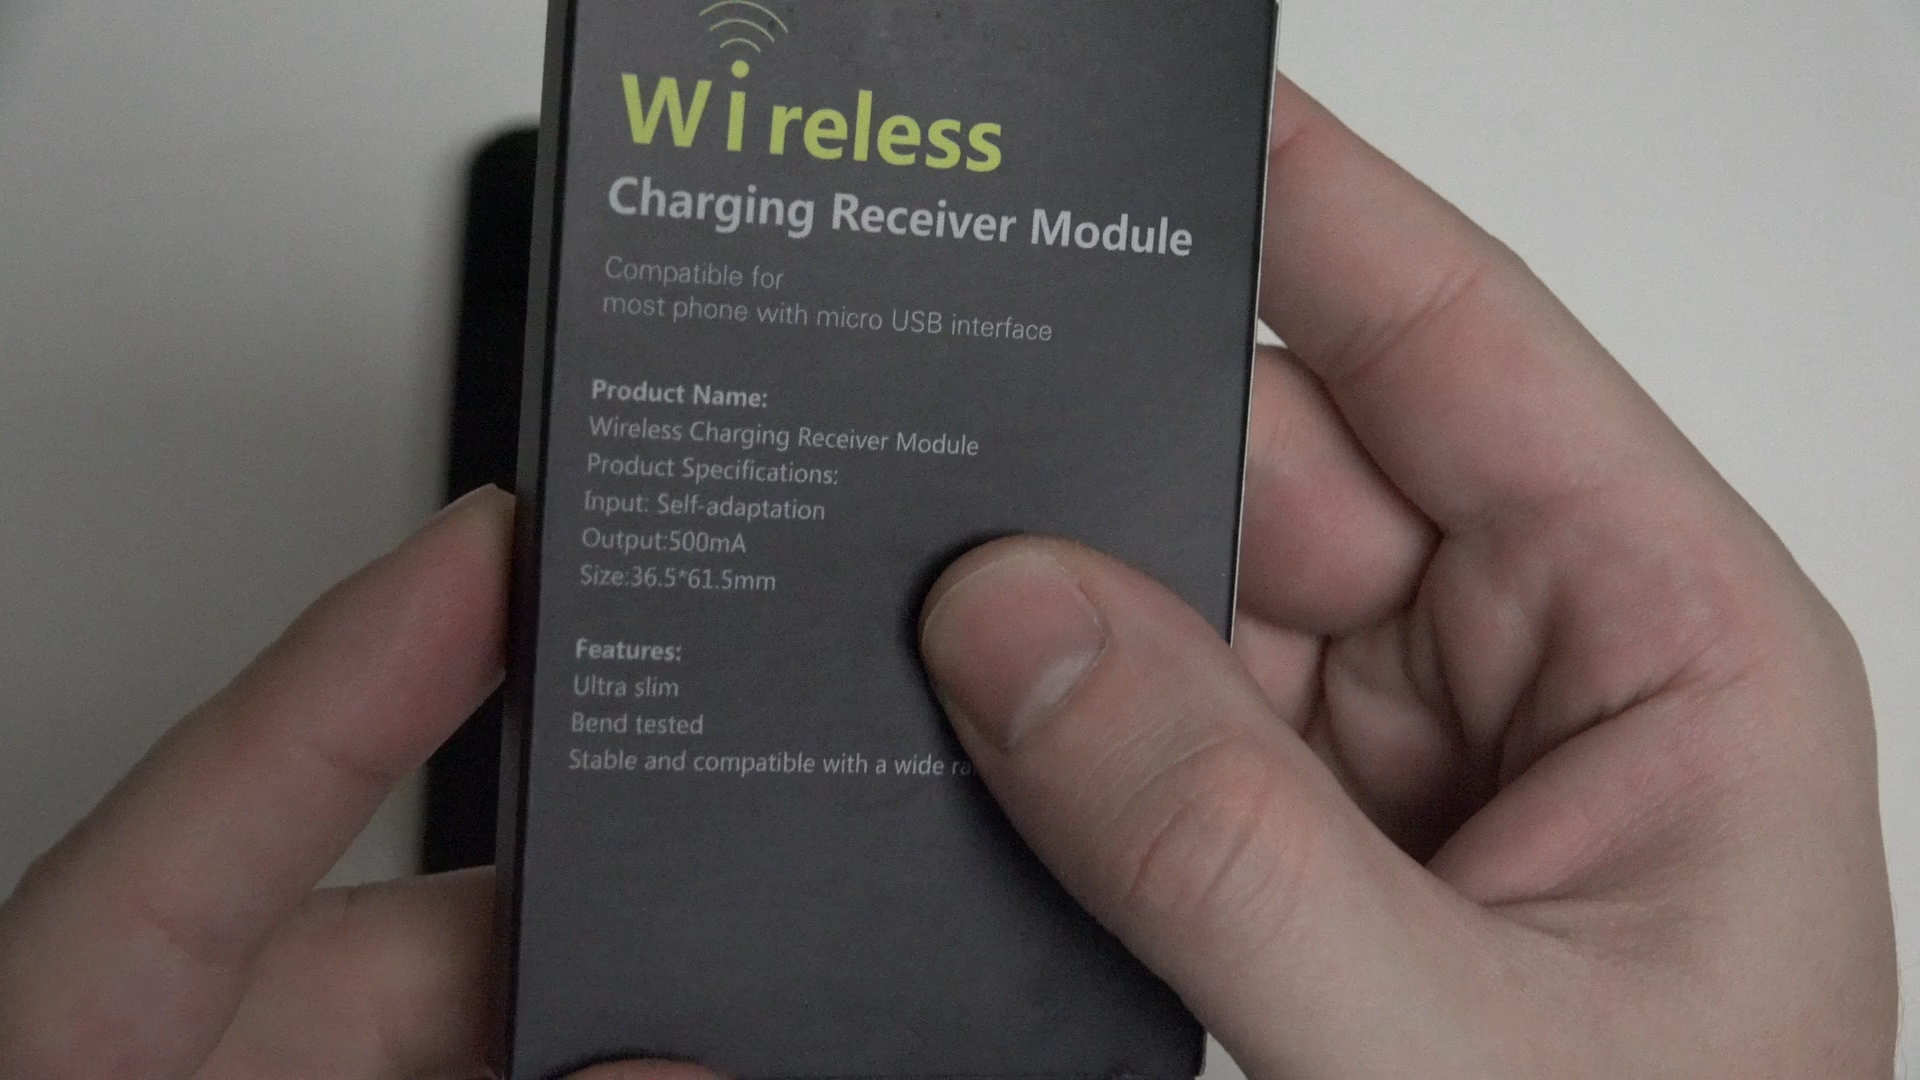 Wireless
Charging Receiver Module
Compatible for
most phone with micro USB interface
Product Name:
Wireless Charging Receiver Module
Product Specifications:
Input: Self-adaptation
Output:500mA
Size:36.5*61.5mm
Features:
Ultra slim
Bend tested
Stable and compatible with a wide